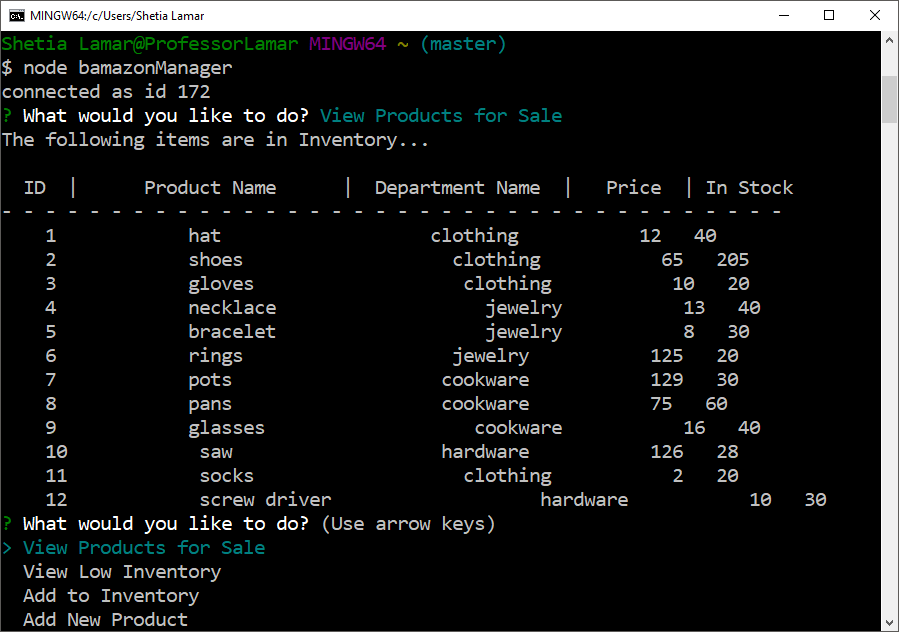 MINGW64:/c/Users/Shetia Lamar
Shetia Lamar@ProfessorLamar MINGW64 ~ (master)
$ node bamazonManager
connected as id 172
? What would you like to do? View Products for Sale
The following items are in Inventory...
  ID  |      Product Name      |  Department Name  |   Price  | In Stock
- - - - - - - - - - - - - - - - - - - - - - - - - - - - - - - - - - - -
    1            hat                   clothing           12   40
    2            shoes                   clothing           65   205
    3            gloves                   clothing           10   20
    4            necklace                   jewelry           13   40
    5            bracelet                   jewelry           8   30
    6            rings                   jewelry           125   20
    7            pots                   cookware           129   30
    8            pans                   cookware           75   60
    9            glasses                   cookware           16   40
    10            saw                   hardware           126   28
    11            socks                   clothing           2   20
    12            screw driver                   hardware           10   30
? What would you like to do? (Use arrow keys)
> View Products for Sale
  View Low Inventory
  Add to Inventory
  Add New Product